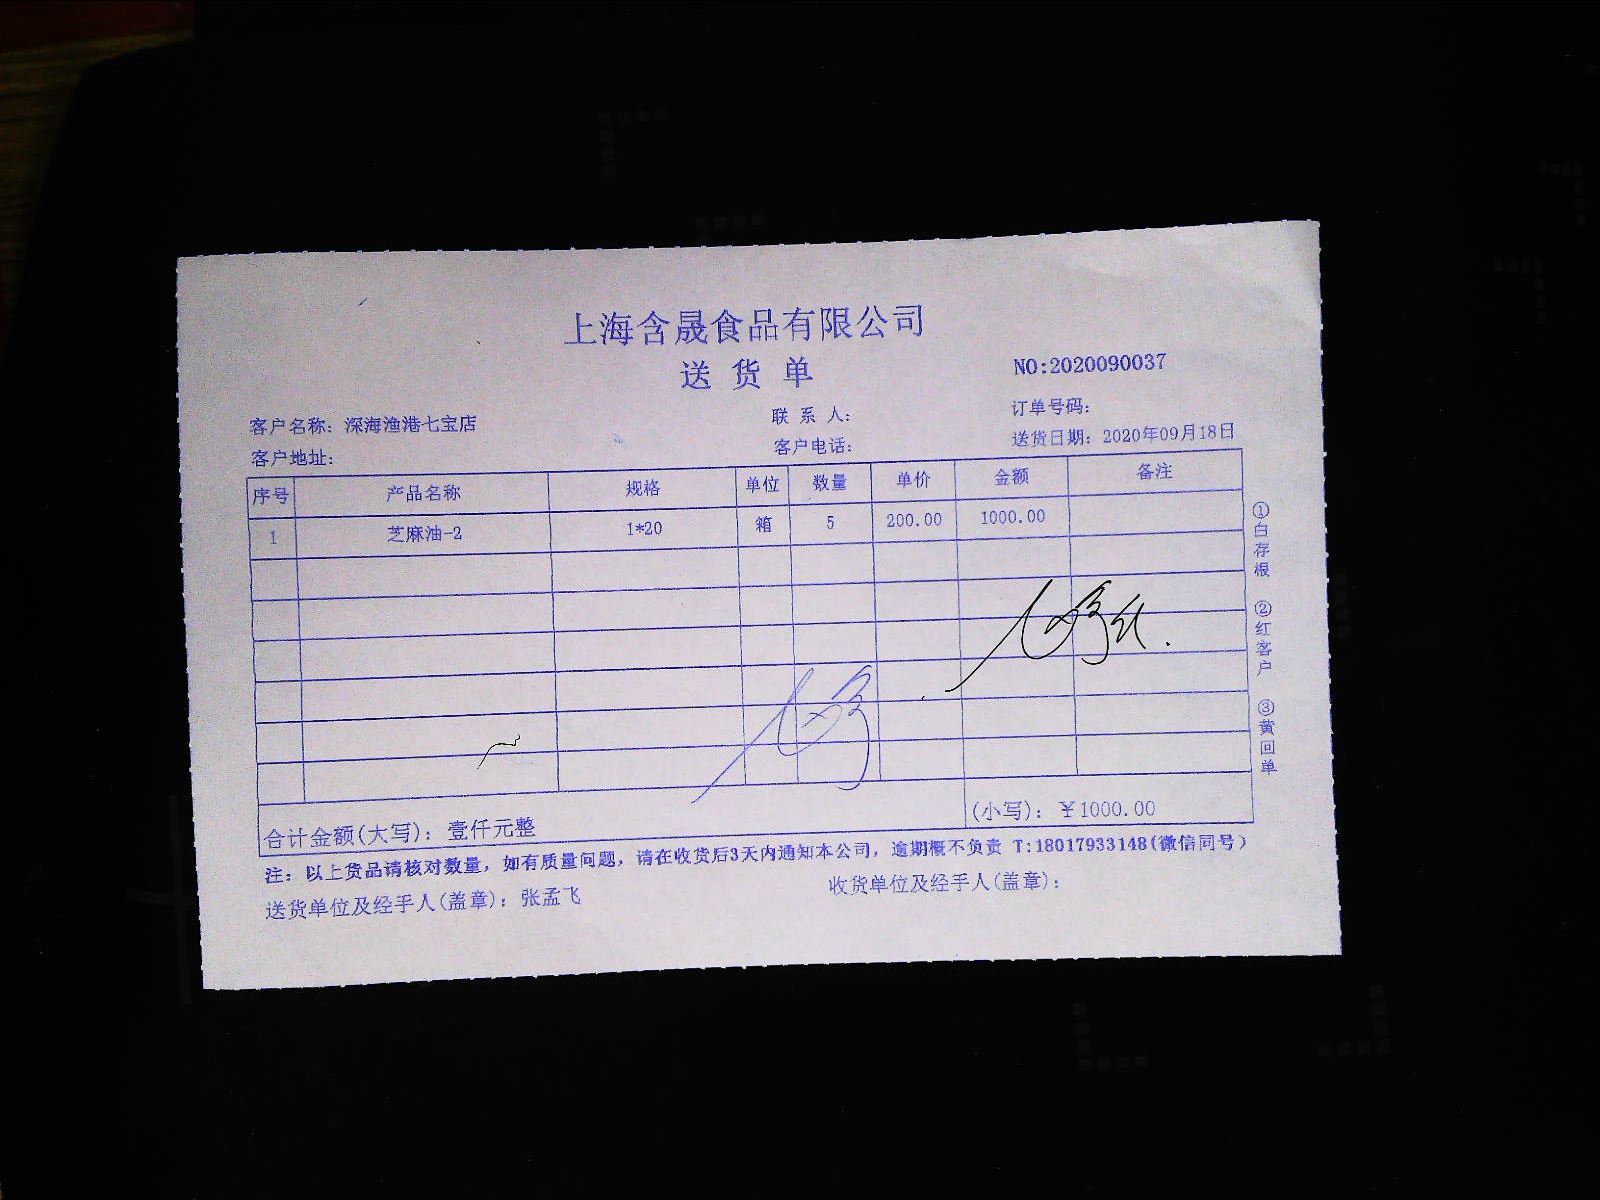 上海含晟食品有限公司
送货单
NO:2020090037
客户名称：深海渔港七宝店 联系人： 订单号码：
客户地址： 客户电话： 送货日期：2020年09月18日
序号 产品名称 规格 单位 数量 单价 金额 备注
1 芝麻油-2 1*20 箱 5 200.00 1000.00
合计金额(大写)：壹仟元整 (小写)：￥1000.00
注：以上货品请核对数量，如有质量问题，请在收货后3天内通知本公司，逾期概不负责 T:18017933148(微信同号)
送货单位及经手人(盖章)：张孟飞 收货单位及经手人(盖章)：
①白存根 ②红客户 ③黄回单